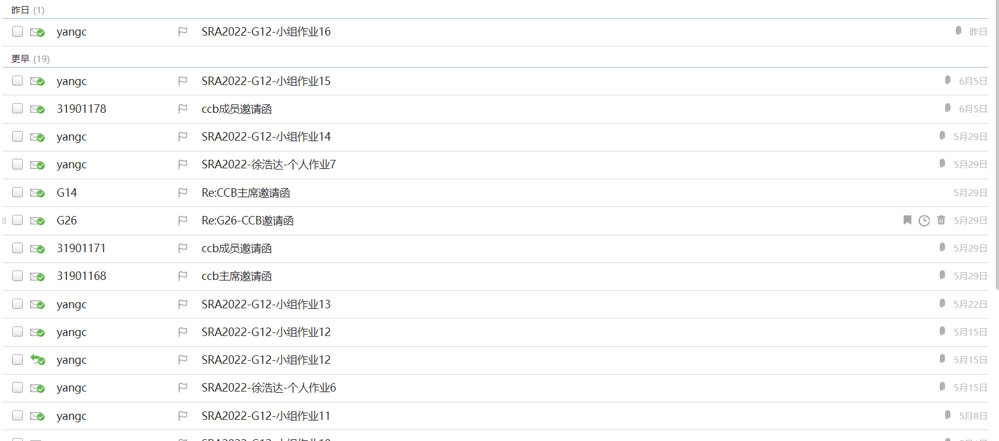 昨日 (1)
yangc SRA2022-G12-小组作业16 昨日
更早 (19)
yangc SRA2022-G12-小组作业15 6月5日
31901178 ccb成员邀请函 6月5日
yangc SRA2022-G12-小组作业14 5月29日
yangc SRA2022-徐浩达-个人作业7 5月29日
G14 Re:CCB主席邀请函 5月29日
G26 Re:G26-CCB邀请函 5月29日
31901171 ccb成员邀请函 5月29日
31901168 ccb主席邀请函 5月29日
yangc SRA2022-G12-小组作业13 5月22日
yangc SRA2022-G12-小组作业12 5月15日
yangc SRA2022-G12-小组作业12 5月15日
yangc SRA2022-徐浩达-个人作业6 5月15日
yangc SRA2022-G12-小组作业11 5月8日
SRA2022-G12-小组作业10